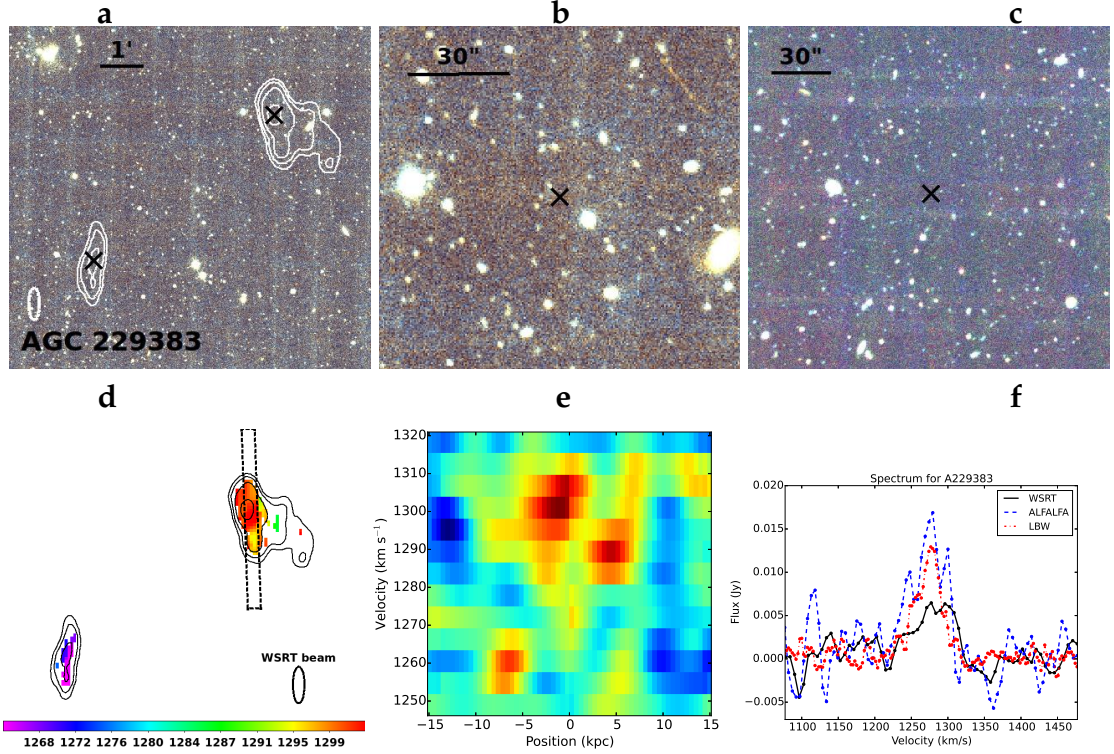 a b c
1' 30" 30"
AGC 229383
d e f
1320
1310
1300
1290
1280
1270
1260
1250
Velocity (km s⁻¹)
−15 −10 −5 0 5 10 15
Position (kpc)
WSRT beam
1268 1272 1276 1280 1284 1287 1291 1295 1299
Spectrum for A229383
WSRT
ALFALFA
LBW
0.020
0.015
0.010
0.005
0.000
−0.005
Flux (Jy)
1100 1150 1200 1250 1300 1350 1400 1450
Velocity (km/s)